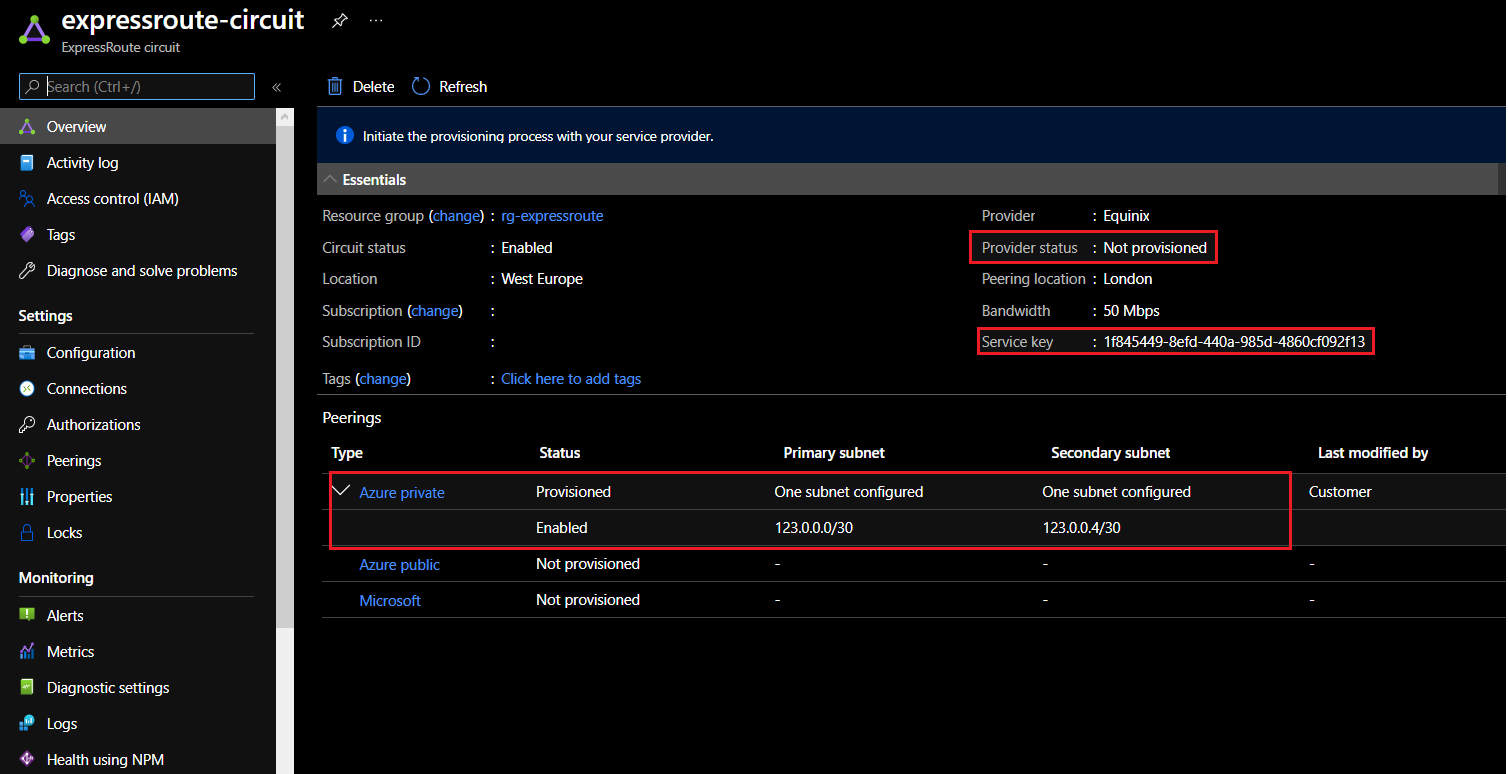 expressroute-circuit
ExpressRoute circuit
Search (Ctrl+/)
«
Overview
Activity log
Access control (IAM)
Tags
Diagnose and solve problems
Settings
Configuration
Connections
Authorizations
Peerings
Properties
Locks
Monitoring
Alerts
Metrics
Diagnostic settings
Logs
Health using NPM
Delete Refresh
Initiate the provisioning process with your service provider.
Essentials
Resource group (change) : rg-expressroute
Circuit status : Enabled
Location : West Europe
Subscription (change) :
Subscription ID :
Tags (change) : Click here to add tags
Provider : Equinix
Provider status : Not provisioned
Peering location : London
Bandwidth : 50 Mbps
Service key : 1f845449-8efd-440a-985d-4860cf092f13
Peerings
Type Status Primary subnet Secondary subnet Last modified by
Azure private Provisioned One subnet configured One subnet configured Customer
Enabled 123.0.0.0/30 123.0.0.4/30
Azure public Not provisioned - - -
Microsoft Not provisioned - - -